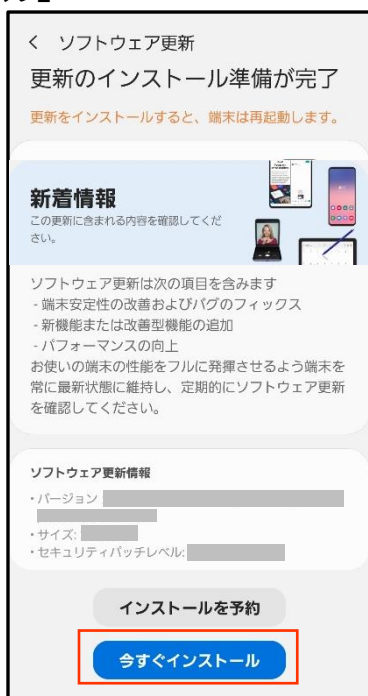 ソフトウェア更新
更新のインストール準備が完了
更新をインストールすると、端末は再起動します。
新着情報
この更新に含まれる内容を確認してくだ
さい。
ソフトウェア更新は次の項目を含みます
- 端末安定性の改善およびバグのフィックス
- 新機能または改善型機能の追加
- パフォーマンスの向上
お使いの端末の性能をフルに発揮させるよう端末を
常に最新状態に維持し、定期的にソフトウェア更新
を確認してください。
ソフトウェア更新情報
・バージョン
・サイズ:
・セキュリティパッチレベル:
インストールを予約
今すぐインストール